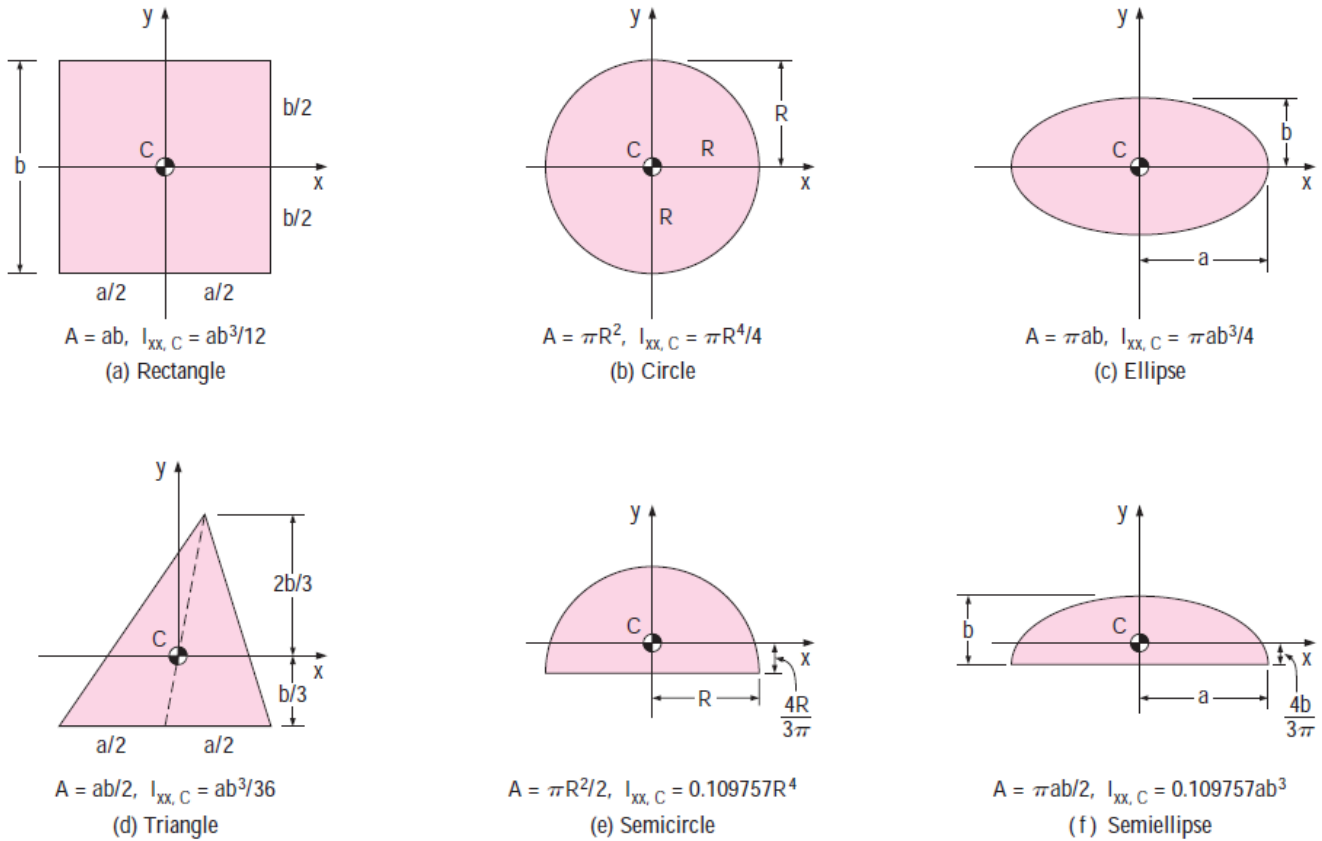 y
b/2
b
C
x
b/2
a/2 a/2
A = ab, I_xx, C = ab³/12
(a) Rectangle
y
R
C
R
x
R
A = πR², I_xx, C = πR⁴/4
(b) Circle
y
b
C
x
a
A = πab, I_xx, C = πab³/4
(c) Ellipse
y
2b/3
C
x
b/3
a/2 a/2
A = ab/2, I_xx, C = ab³/36
(d) Triangle
y
C
x
R
4R
3π
A = πR²/2, I_xx, C = 0.109757R⁴
(e) Semicircle
y
b
C
x
a
4b
3π
A = πab/2, I_xx, C = 0.109757ab³
(f) Semiellipse